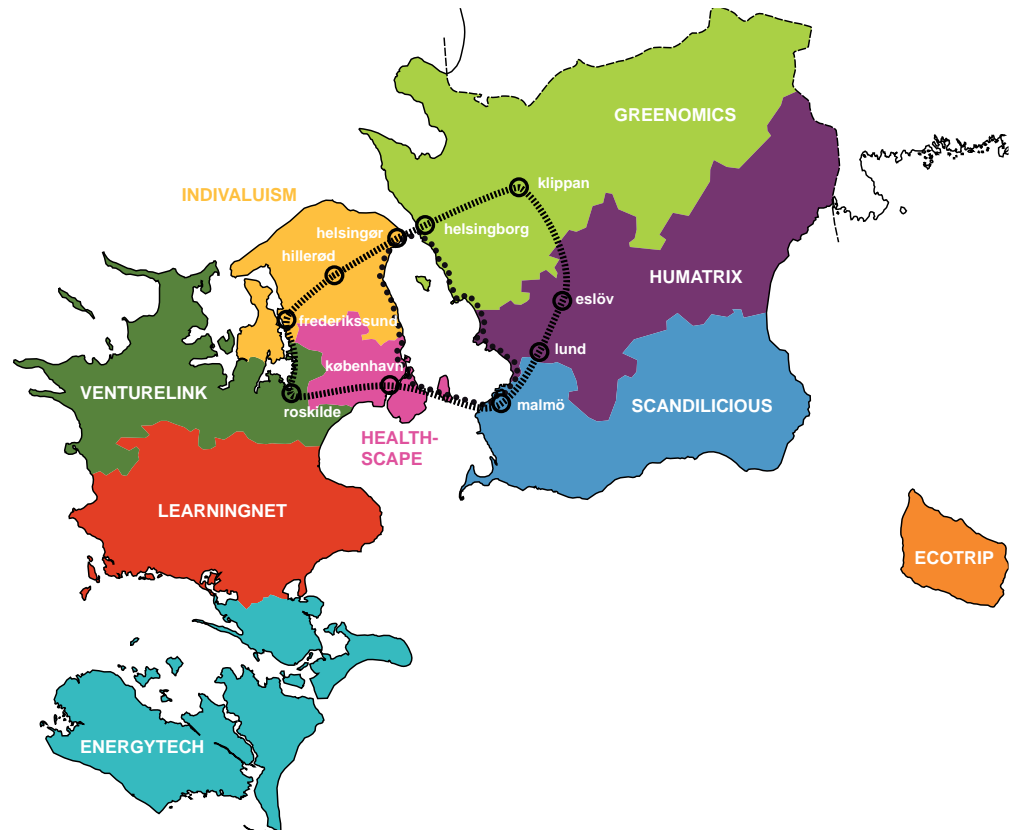 GREENOMICS
klippan
INDIVALUISM
helsingør
helsingborg
hillerød
HUMATRIX
eslöv
frederikssund
lund
københavn
VENTURELINK
malmö
SCANDILICIOUS
roskilde
HEALTH-
SCAPE
LEARNINGNET
ECOTRIP
ENERGYTECH